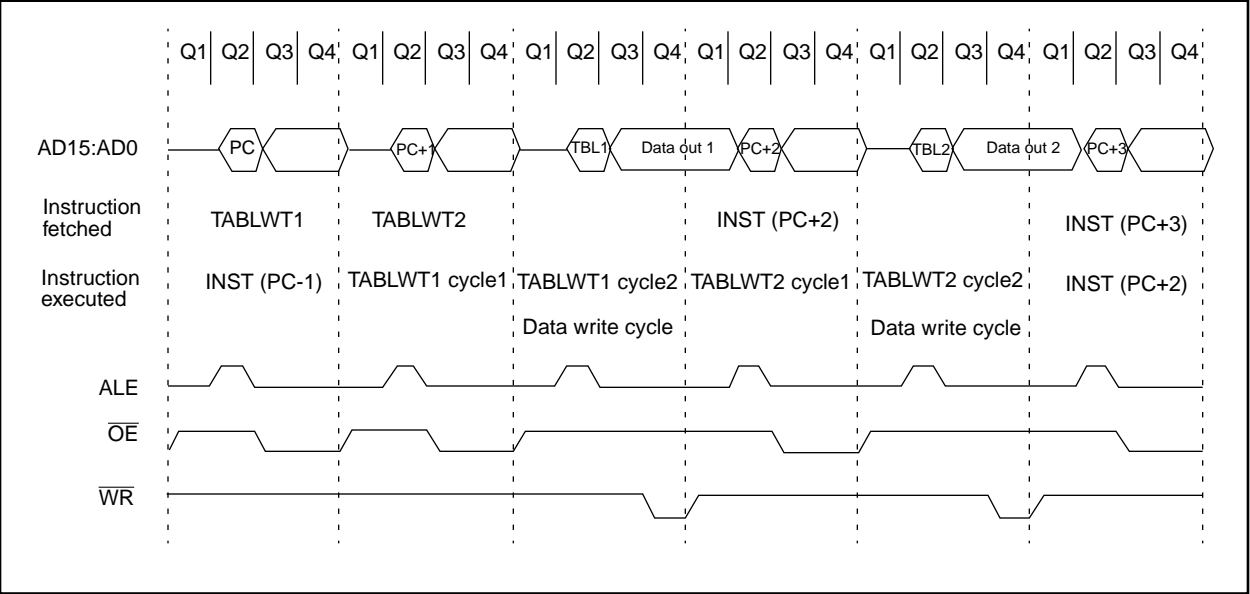 Q1 Q2 Q3 Q4 Q1 Q2 Q3 Q4 Q1 Q2 Q3 Q4 Q1 Q2 Q3 Q4 Q1 Q2 Q3 Q4 Q1 Q2 Q3 Q4
AD15:AD0 PC PC+1 TBL1 Data out 1 PC+2 TBL2 Data out 2 PC+3
Instruction
fetched
TABLWT1 TABLWT2 INST (PC+2) INST (PC+3)
Instruction
executed
INST (PC-1) TABLWT1 cycle1 TABLWT1 cycle2 TABLWT2 cycle1 TABLWT2 cycle2 INST (PC+2)
Data write cycle Data write cycle
ALE
OE
WR